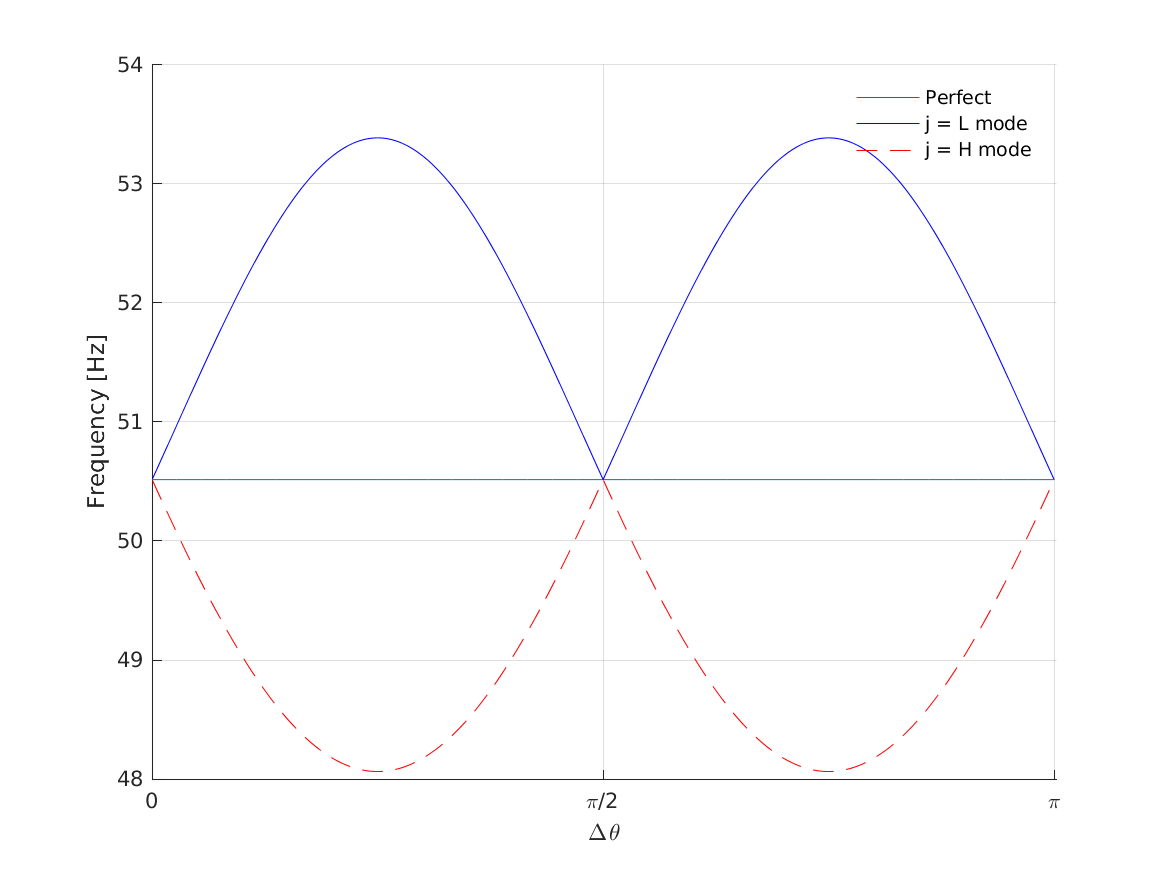 54
53
52
51
50
49
48
Frequency [Hz]
Perfect
j = L mode
j = H mode
0
π/2
π
Δθ